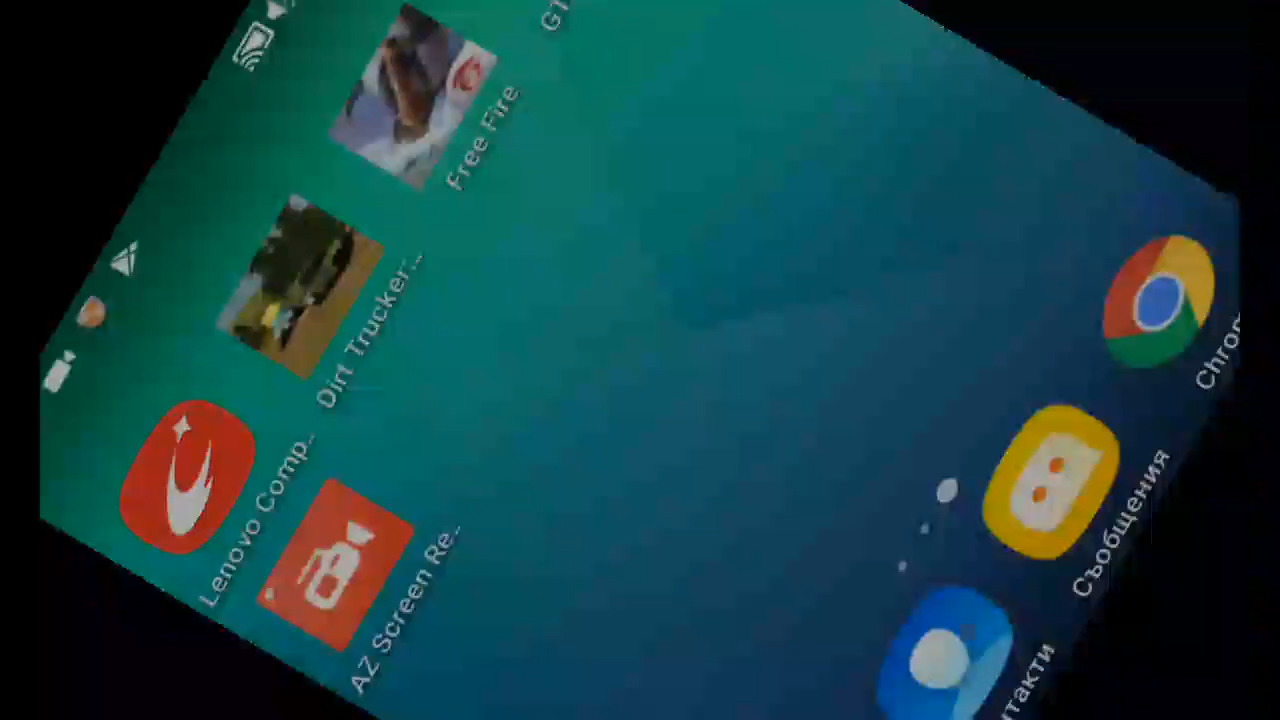 Lenovo Comp..
Dirt Trucker:...
Free Fire
AZ Screen Re..
Съобщения